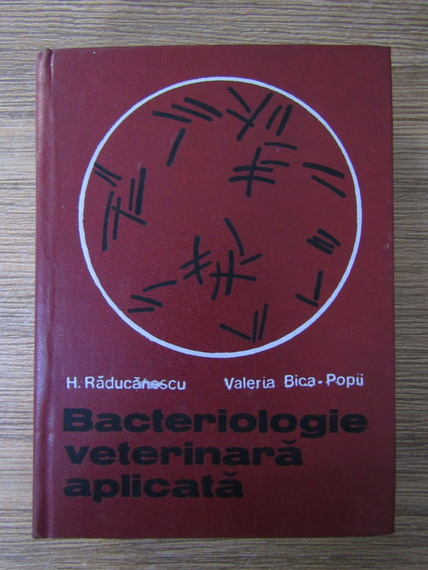 H. Răducănescu Valeria Bica-Popii
Bacteriologie
veterinară
aplicată